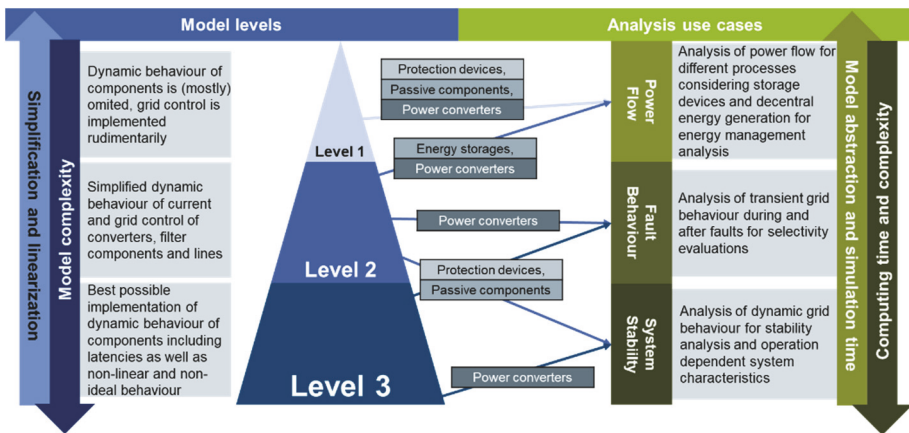 Model levels
Analysis use cases
Simplification and linearization
Model complexity
Dynamic behaviour of
components is (mostly)
omited, grid control is
implemented
rudimentarily
Simplified dynamic
behaviour of current
and grid control of
converters, filter
components and lines
Best possible
implementation of
dynamic behaviour of
components including
latencies as well as
non-linear and non-
ideal behaviour
Level 1
Level 2
Level 3
Protection devices,
Passive components,
Power converters
Energy storages,
Power converters
Power converters
Protection devices,
Passive components
Power converters
Power
Flow
Fault
Behaviour
System
Stabiilty
Analysis of power flow for
different processes
considering storage
devices and decentral
energy generation for
energy management
analysis
Analysis of transient grid
behaviour during and
after faults for selectivity
evaluations
Analysis of dynamic grid
behaviour for stability
analysis and operation
dependent system
characteristics
Model abstraction and simulation time
Computing time and complexity